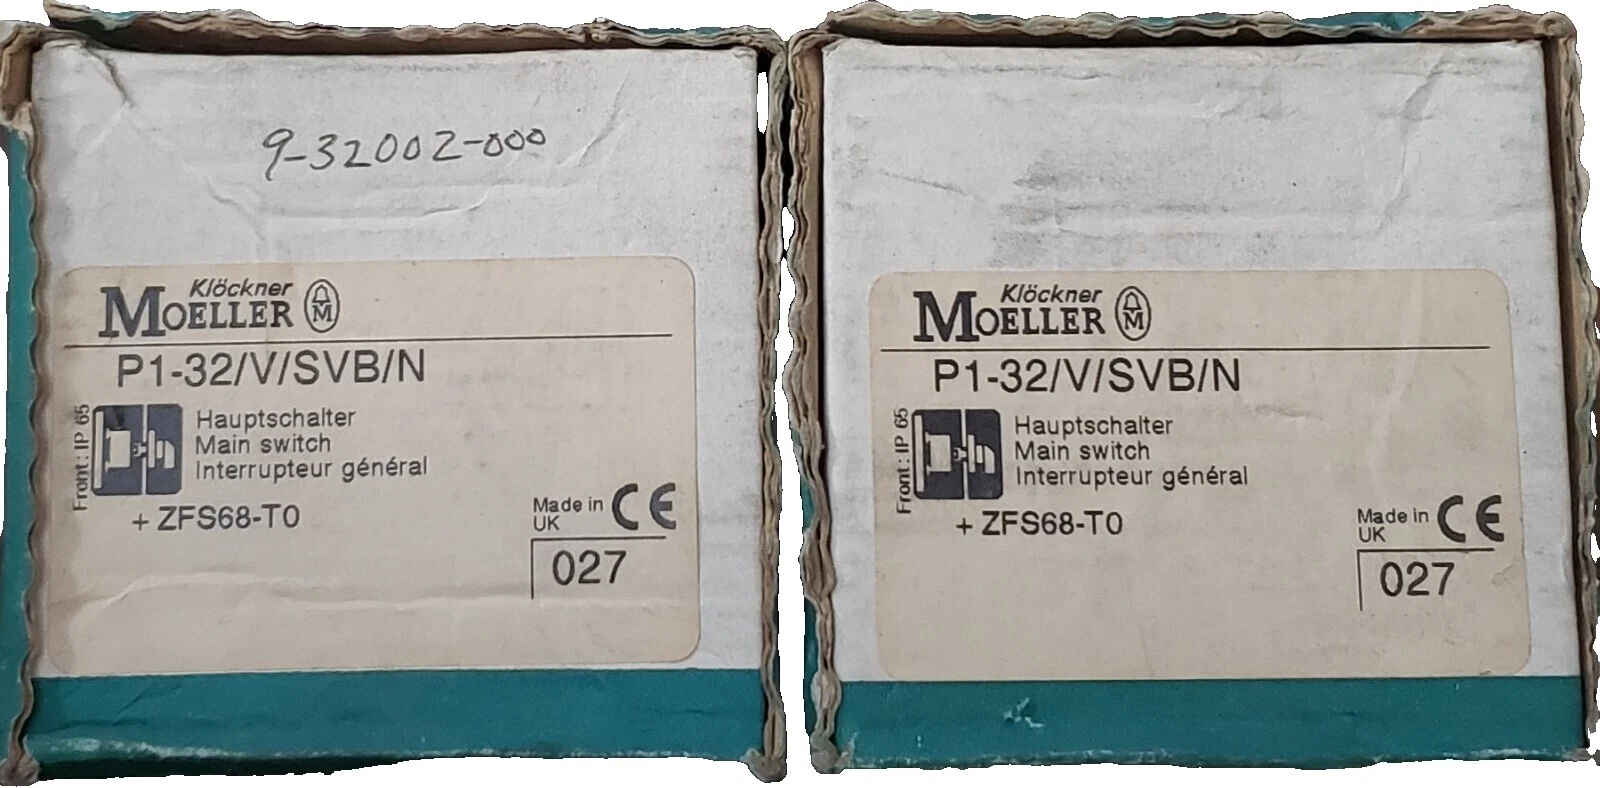 9-32002-000
Klöckner
MOELLER M
P1-32/V/SVB/N
Front: IP 65
Hauptschalter
Main switch
Interrupteur général
+ ZFS68-T0
Made in
UK
CE
027
Klöckner
MOELLER M
P1-32/V/SVB/N
Front: IP 65
Hauptschalter
Main switch
Interrupteur général
+ ZFS68-T0
Made in
UK
CE
027